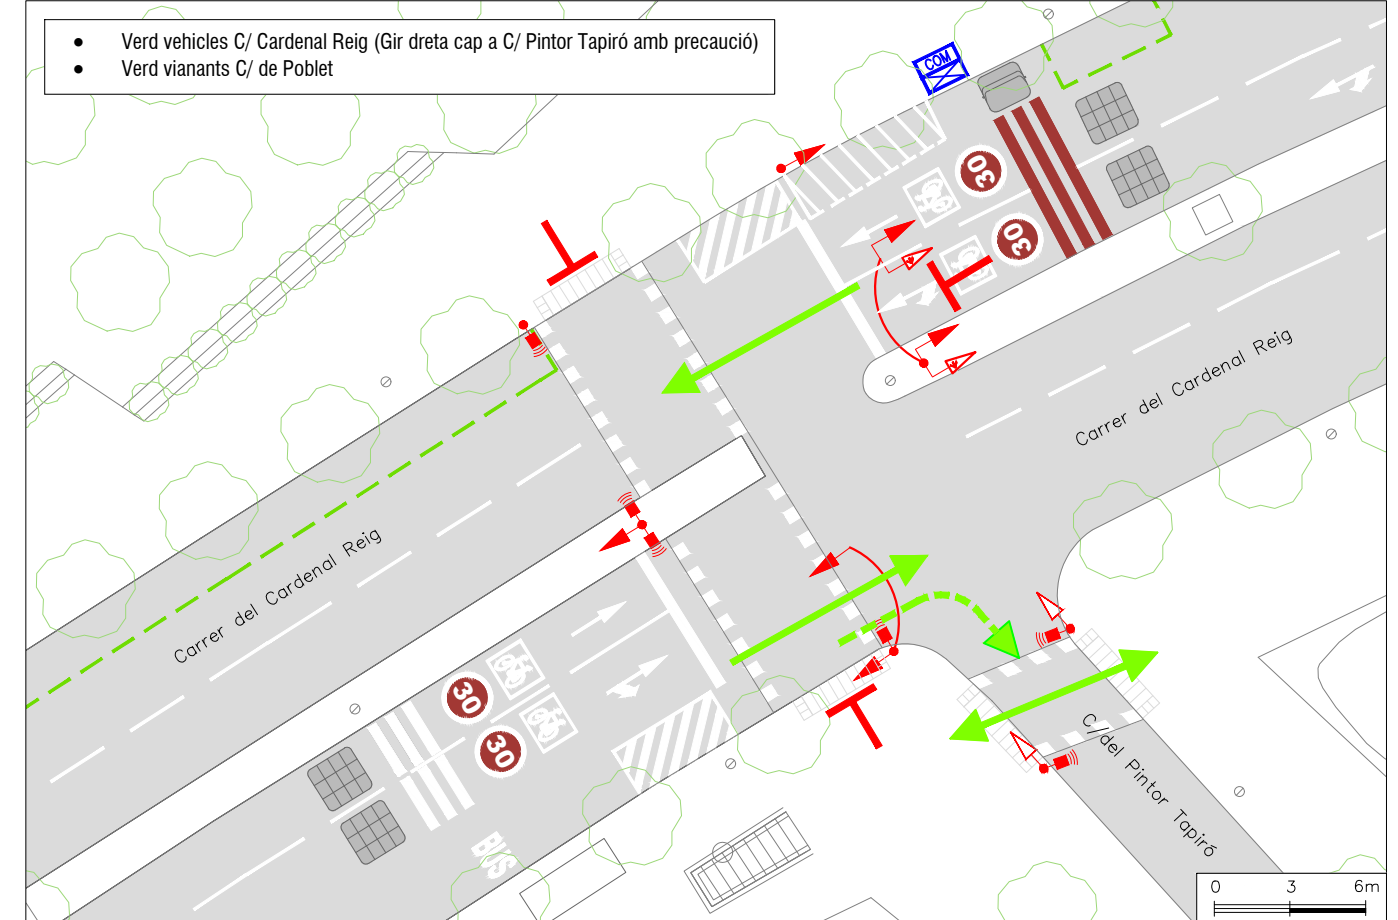 • Verd vehicles C/ Cardenal Reig (Gir dreta cap a C/ Pintor Tapiró amb precaució)
• Verd vianants C/ de Poblet
COM
30
30
Carrer del Cardenal Reig
Carrer del Cardenal Reig
30
30
BUS
C/del Pintor Tapiró
0 3 6m